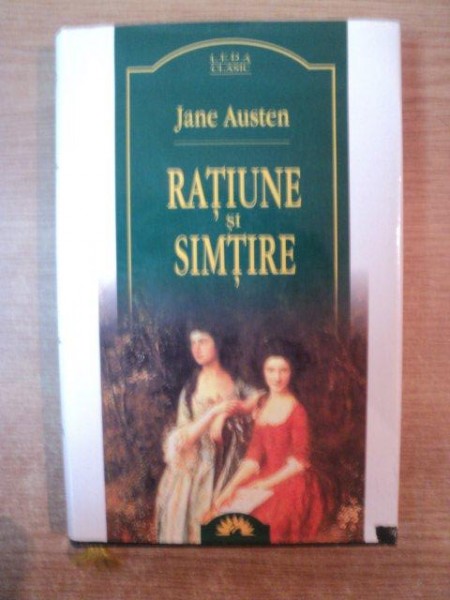 LEDA
CLASIC
Jane Austen
RAȚIUNE
și
SIMȚIRE